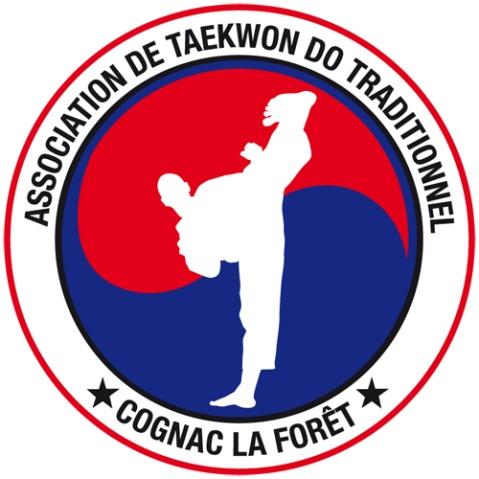 ASSOCIATION DE TAEKWON DO TRADITIONNEL
COGNAC LA FORÊT